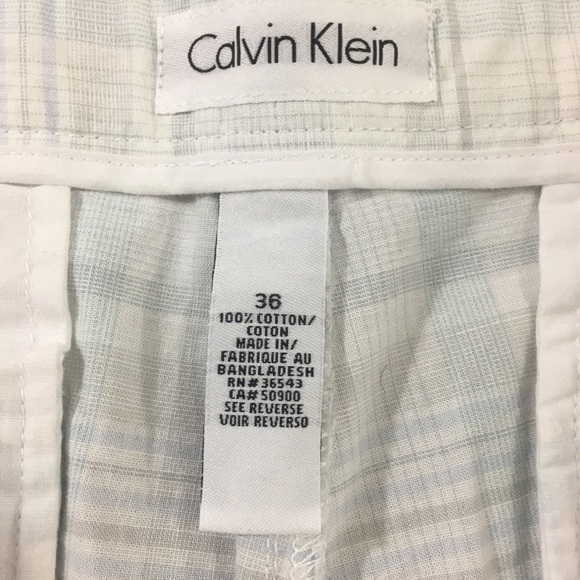 Calvin Klein
36
100% COTTON/
COTON
MADE IN/
FABRIQUE AU
BANGLADESH
RN#36543
CA#50900
SEE REVERSE
VOIR REVERSO